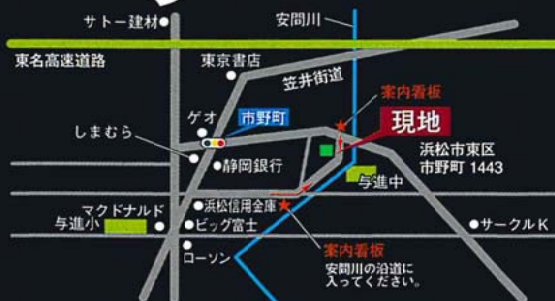 サトー建材
安間川
東名高速道路
東京書店
笠井街道
案内看板
ゲオ
市野町
現地
しまむら
静岡銀行
浜松市東区
市野町 1443
与進中
浜松信用金庫
マクドナルド
与進小
ビッグ富士
サークルK
案内看板
ローソン
安間川の沿道に
入ってください。